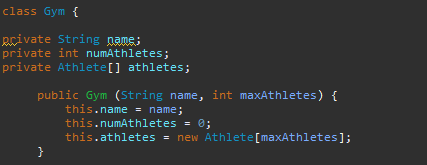 class Gym {
private String name;
private int numAthletes;
private Athlete[] athletes;
public Gym (String name, int maxAthletes) {
this.name = name;
this.numAthletes = 0;
this.athletes = new Athlete[maxAthletes];
}